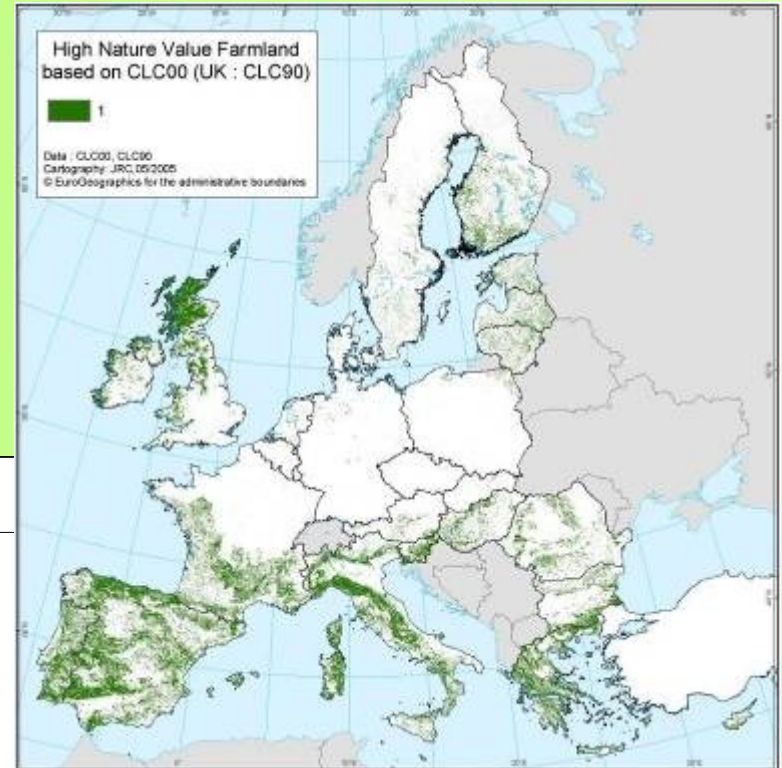 High Nature Value Farmland
based on CLC00 (UK : CLC90)
1
Data : CLC00, CLC90
Cartography: JRC, 05/2005
© EuroGeographics for the administrative boundaries